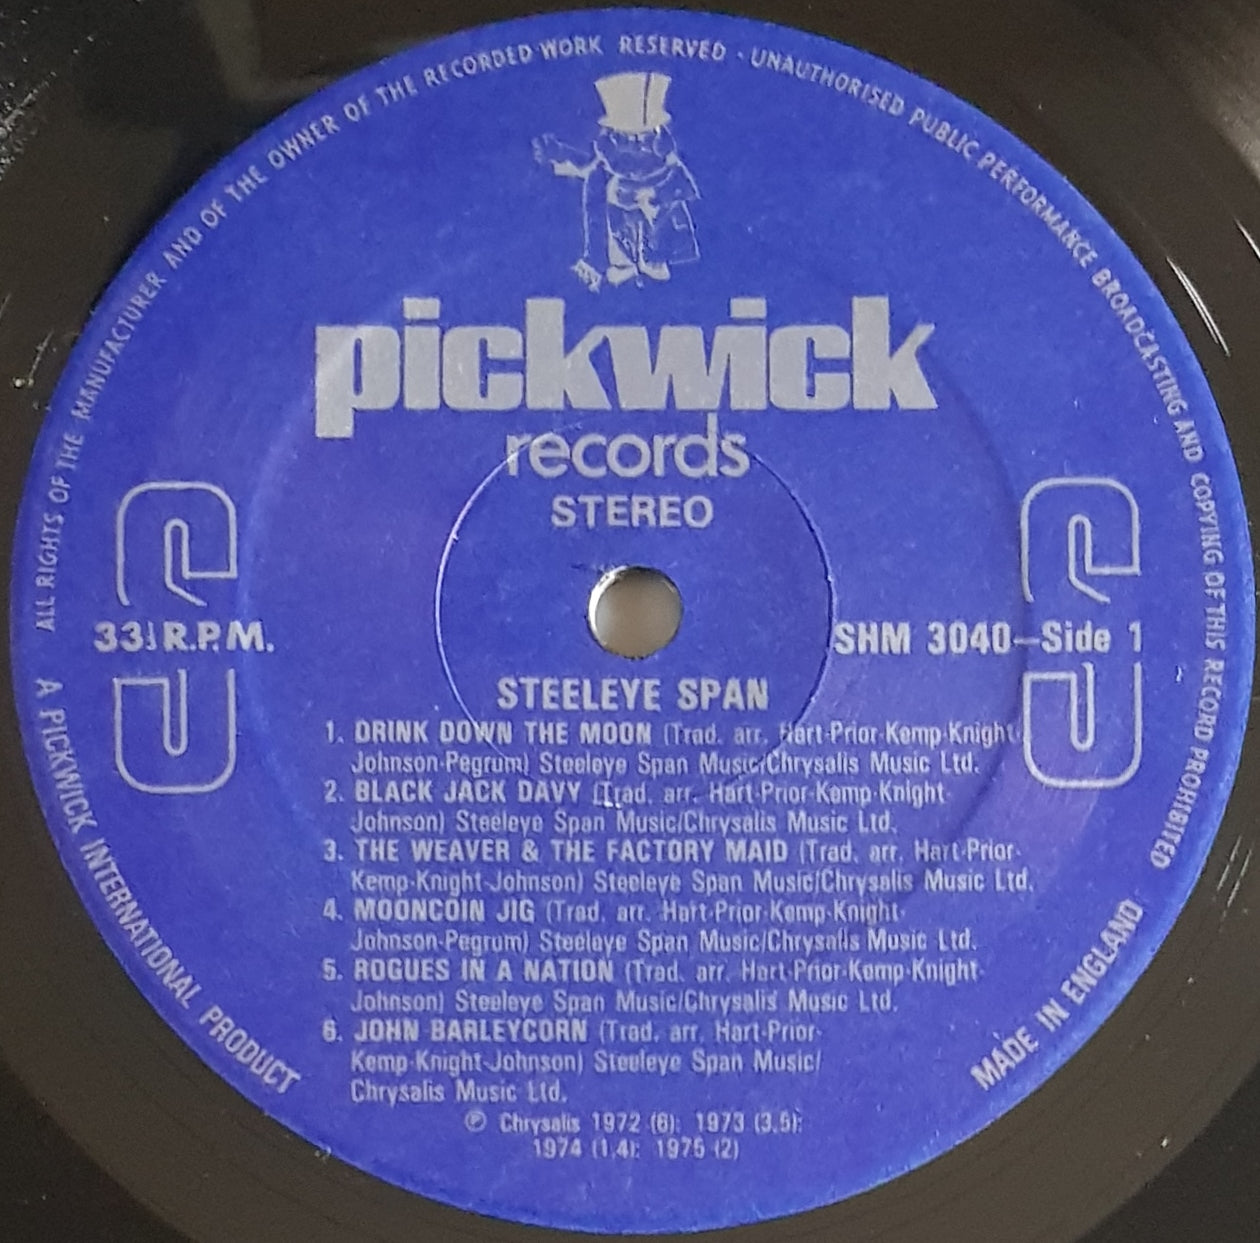 ALL RIGHTS OF THE MANUFACTURER AND OF THE OWNER OF THE RECORDED WORK RESERVED · UNAUTHORISED PUBLIC PERFORMANCE BROADCASTING AND COPYING OF THIS RECORD PROHIBITED
pickwick
records
STEREO
33⅓ R.P.M.
SHM 3040–Side 1
STEELEYE SPAN
1. DRINK DOWN THE MOON (Trad. arr. Hart-Prior-Kemp-Knight-
Johnson-Pegrum) Steeleye Span Music/Chrysalis Music Ltd.
2. BLACK JACK DAVY (Trad. arr. Hart-Prior-Kemp-Knight-
Johnson) Steeleye Span Music/Chrysalis Music Ltd.
3. THE WEAVER & THE FACTORY MAID (Trad. arr. Hart-Prior-
Kemp-Knight-Johnson) Steeleye Span Music/Chrysalis Music Ltd.
4. MOONCOIN JIG (Trad. arr. Hart-Prior-Kemp-Knight-
Johnson-Pegrum) Steeleye Span Music/Chrysalis Music Ltd.
5. ROGUES IN A NATION (Trad. arr. Hart-Prior-Kemp-Knight-
Johnson) Steeleye Span Music/Chrysalis Music Ltd.
6. JOHN BARLEYCORN (Trad. arr. Hart-Prior-
Kemp-Knight-Johnson) Steeleye Span Music/
Chrysalis Music Ltd.
℗ Chrysalis 1972 (6): 1973 (3,5):
1974 (1,4): 1975 (2)
A PICKWICK INTERNATIONAL PRODUCT
MADE IN ENGLAND